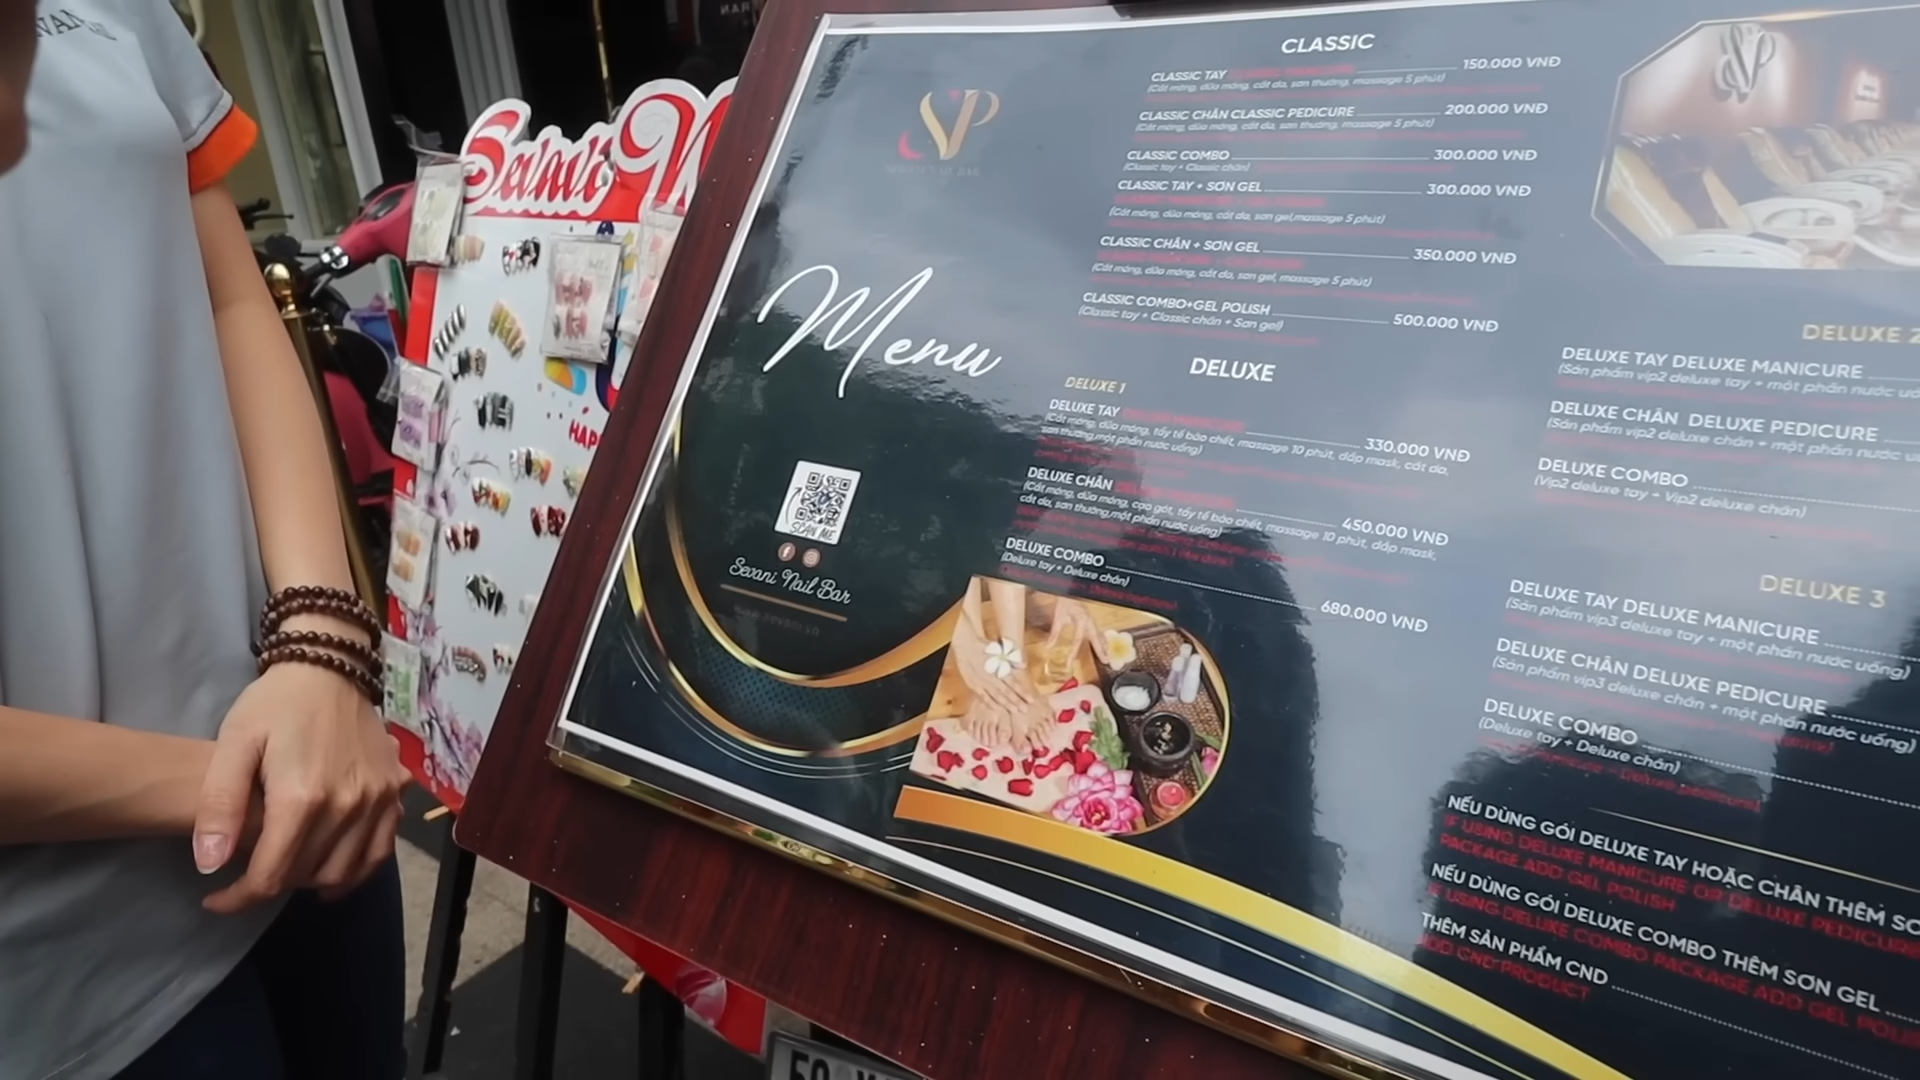 Sevani
CLASSIC
CLASSIC TAY
150.000 VNĐ
(Cắt móng, dũa móng, cắt da, sơn thường, massage 5 phút)
CLASSIC CHÂN CLASSIC PEDICURE
200.000 VNĐ
(Cắt móng, dũa móng, cắt da, sơn thường, massage 5 phút)
CLASSIC COMBO
300.000 VNĐ
(Classic tay + Classic chân)
CLASSIC TAY + SƠN GEL
300.000 VNĐ
(Cắt móng, dũa móng, cắt da, sơn gel,massage 5 phút)
CLASSIC CHÂN + SƠN GEL
350.000 VNĐ
(Cắt móng, dũa móng, cắt da, sơn gel, massage 5 phút)
CLASSIC COMBO+GEL POLISH
500.000 VNĐ
(Classic tay + Classic chân + Sơn gel)
Menu
DELUXE
DELUXE 1
DELUXE TAY
330.000 VNĐ
(Cắt móng, dũa móng, tẩy tế bào chết, massage 10 phút, đắp mask, cắt da,
sơn thường,một phần nước uống)
DELUXE CHÂN
450.000 VNĐ
(Cắt móng, dũa móng, cạo gót, tẩy tế bào chết, massage 10 phút, đắp mask,
cắt da, sơn thường,một phần nước uống)
DELUXE COMBO
680.000 VNĐ
(Deluxe tay + Deluxe chân)
SCAN ME
Sevani Nail Bar
DELUXE 2
DELUXE TAY DELUXE MANICURE
(Sản phẩm vip2 deluxe tay + một phần nước
DELUXE CHÂN DELUXE PEDICURE
(Sản phẩm vip2 deluxe chân + một phần nước
DELUXE COMBO
(Vip2 deluxe tay + Vip2 deluxe chân)
DELUXE 3
DELUXE TAY DELUXE MANICURE
(Sản phẩm vip3 deluxe tay + một phần nước uống)
DELUXE CHÂN DELUXE PEDICURE
(Sản phẩm vip3 deluxe chân + một phần nước uống)
DELUXE COMBO
(Deluxe tay + Deluxe chân)
NẾU DÙNG GÓI DELUXE TAY HOẶC CHÂN THÊM
IF USING DELUXE MANICURE OR DELUXE PEDICURE
PACKAGE ADD GEL POLISH
NẾU DÙNG GÓI DELUXE COMBO THÊM SƠN GEL
IF USING DELUXE COMBO PACKAGE ADD GEL
THÊM SẢN PHẨM CND
ADD CND PRODUCT